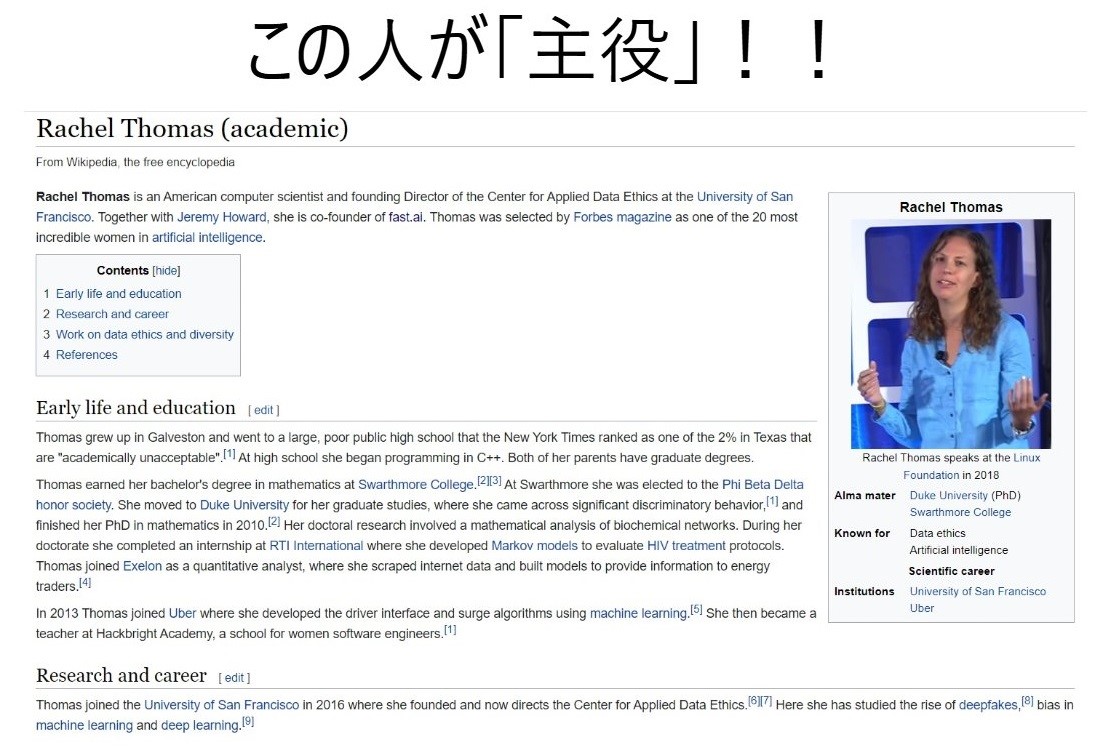 この人が「主役」！！
Rachel Thomas (academic)
From Wikipedia, the free encyclopedia
Rachel Thomas is an American computer scientist and founding Director of the Center for Applied Data Ethics at the University of San
Francisco. Together with Jeremy Howard, she is co-founder of fast.ai. Thomas was selected by Forbes magazine as one of the 20 most
incredible women in artificial intelligence.
Contents [hide]
1 Early life and education
2 Research and career
3 Work on data ethics and diversity
4 References
Early life and education [ edit ]
Thomas grew up in Galveston and went to a large, poor public high school that the New York Times ranked as one of the 2% in Texas that
are "academically unacceptable".[1] At high school she began programming in C++. Both of her parents have graduate degrees.
Thomas earned her bachelor's degree in mathematics at Swarthmore College.[2][3] At Swarthmore she was elected to the Phi Beta Delta
honor society. She moved to Duke University for her graduate studies, where she came across significant discriminatory behavior,[1] and
finished her PhD in mathematics in 2010.[2] Her doctoral research involved a mathematical analysis of biochemical networks. During her
doctorate she completed an internship at RTI International where she developed Markov models to evaluate HIV treatment protocols.
Thomas joined Exelon as a quantitative analyst, where she scraped internet data and built models to provide information to energy
traders.[4]
In 2013 Thomas joined Uber where she developed the driver interface and surge algorithms using machine learning.[5] She then became a
teacher at Hackbright Academy, a school for women software engineers.[1]
Rachel Thomas
Rachel Thomas speaks at the Linux
Foundation in 2018
Alma mater Duke University (PhD)
Swarthmore College
Known for Data ethics
Artificial intelligence
Scientific career
Institutions University of San Francisco
Uber
Research and career [ edit ]
Thomas joined the University of San Francisco in 2016 where she founded and now directs the Center for Applied Data Ethics.[6][7] Here she has studied the rise of deepfakes,[8] bias in
machine learning and deep learning.[9]